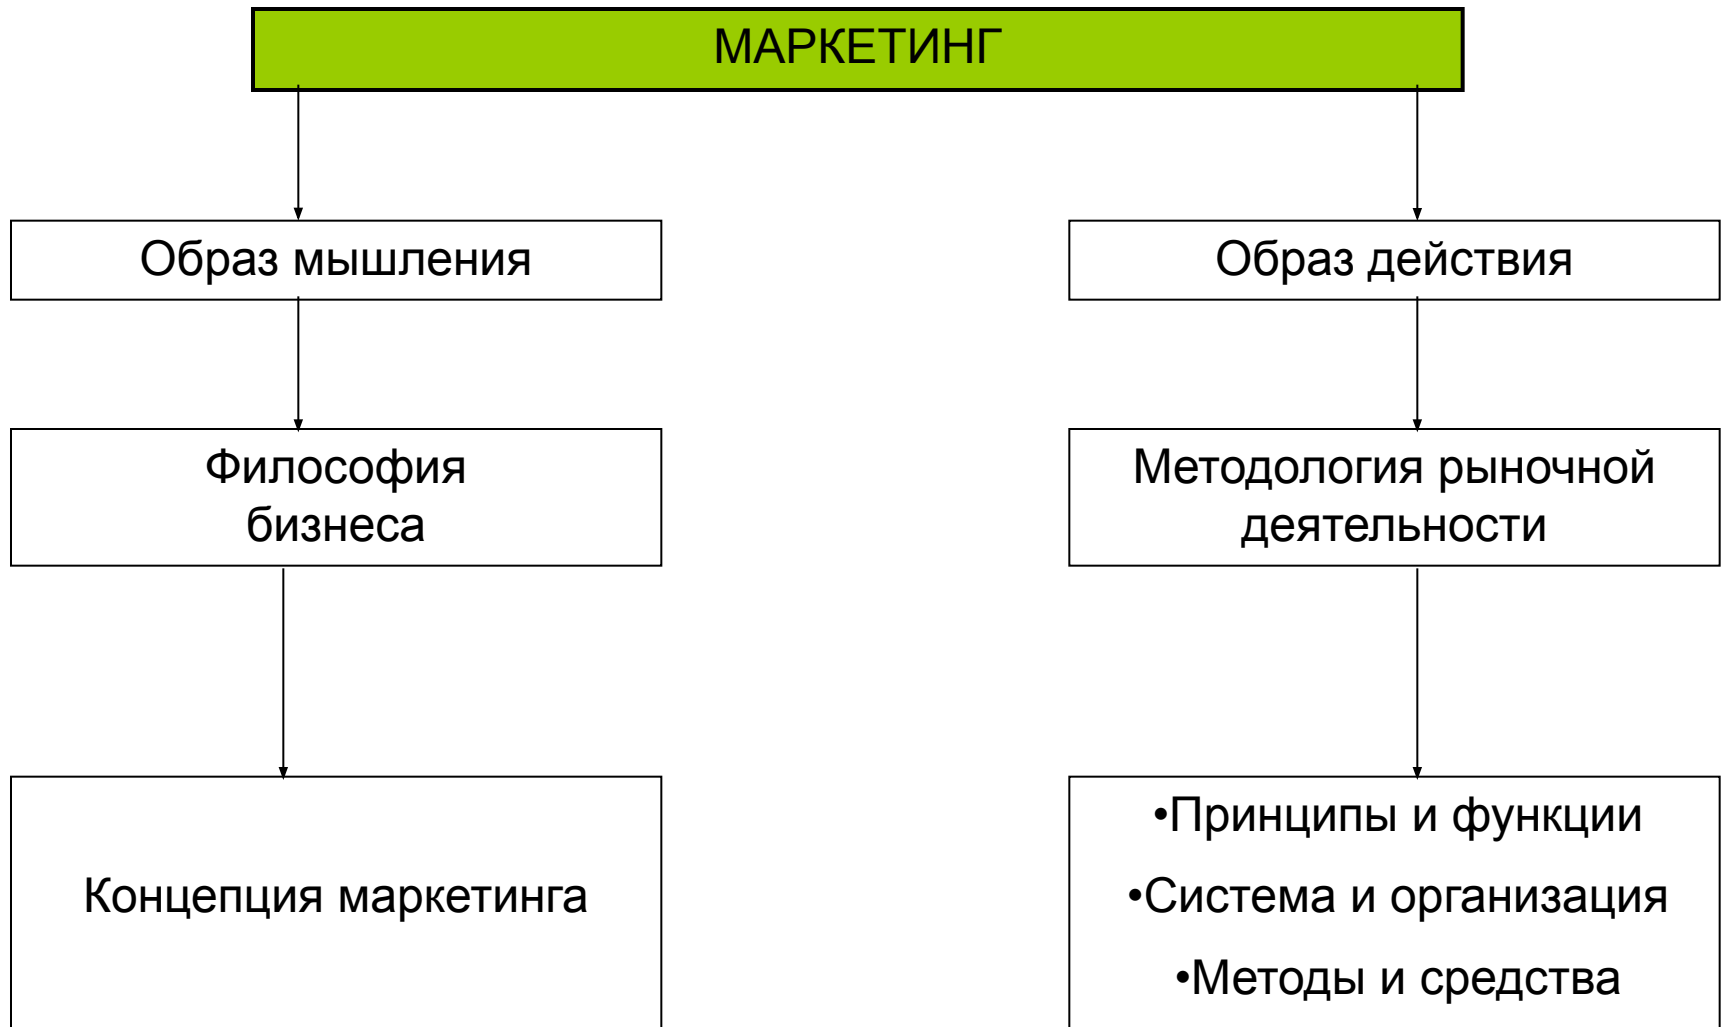 МАРКЕТИНГ
Образ мышления
Образ действия
Философия
бизнеса
Методология рыночной
деятельности
Концепция маркетинга
•Принципы и функции
•Система и организация
•Методы и средства